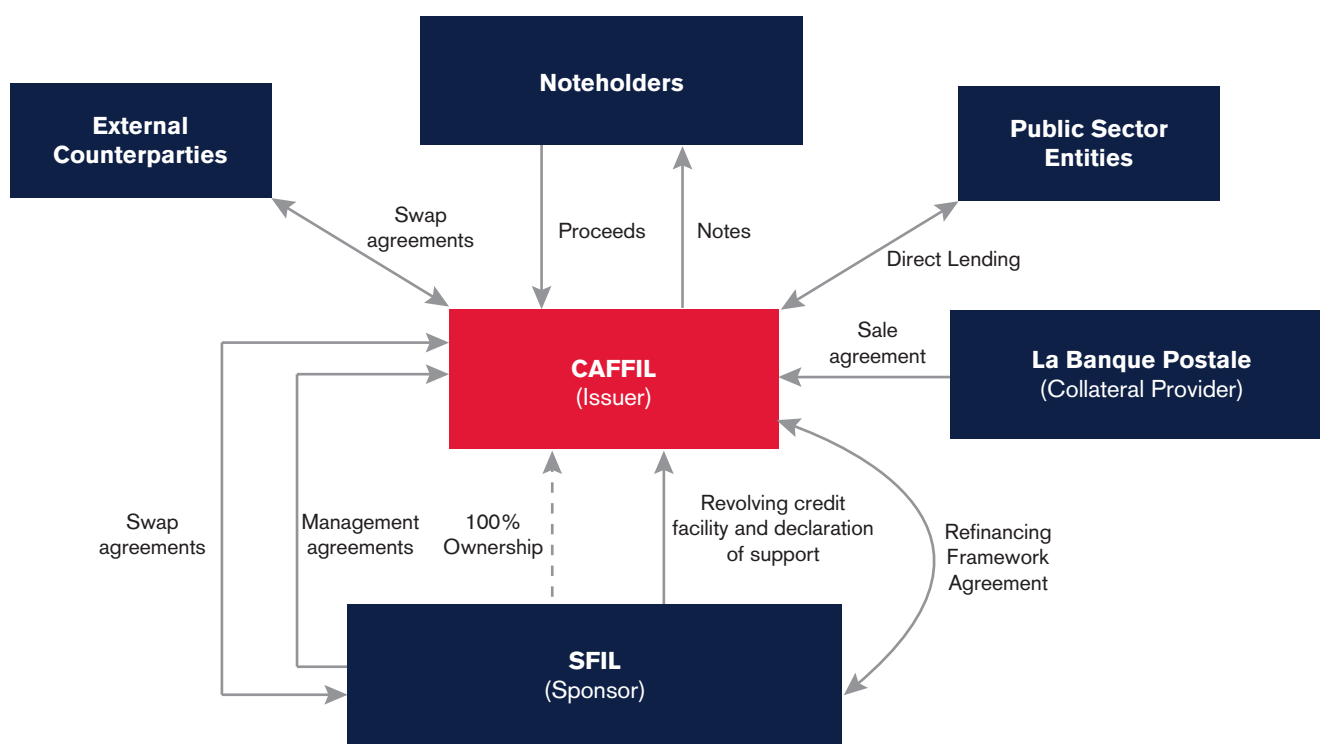 Noteholders
External
Counterparties
Public Sector
Entities
Swap
agreements
Proceeds
Notes
Direct Lending
CAFFIL
(Issuer)
Sale
agreement
La Banque Postale
(Collateral Provider)
Swap
agreements
Management
agreements
100%
Ownership
Revolving credit
facility and declaration
of support
Refinancing
Framework
Agreement
SFIL
(Sponsor)